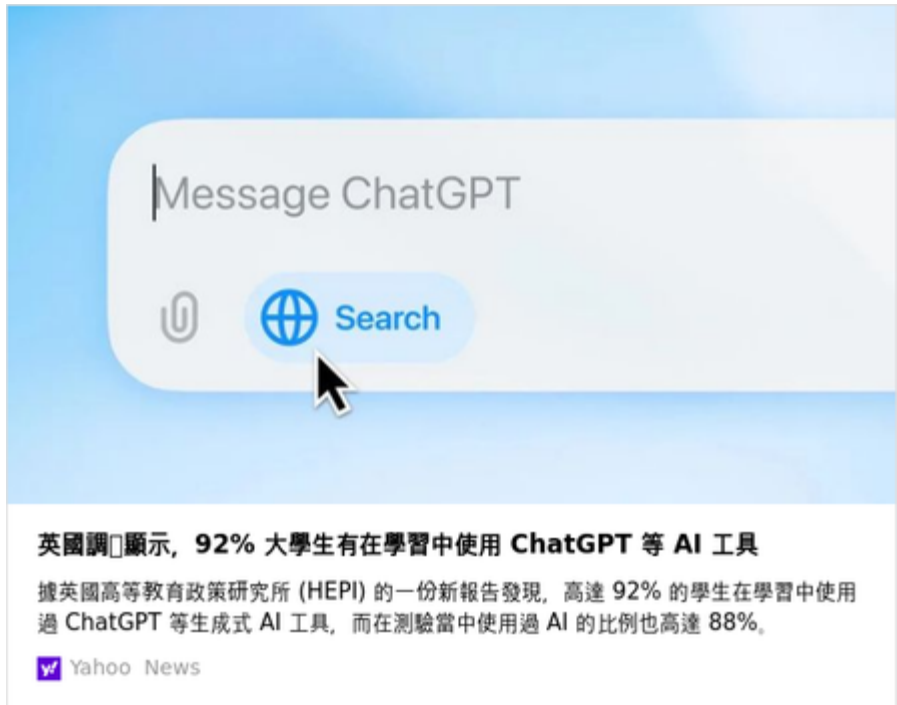 Message ChatGPT
Search
英國調□顯示，92% 大學生有在學習中使用 ChatGPT 等 AI 工具
據英國高等教育政策研究所 (HEPI) 的一份新報告發現，高達 92% 的學生在學習中使用
過 ChatGPT 等生成式 AI 工具，而在測驗當中使用過 AI 的比例也高達 88%。
Yahoo News